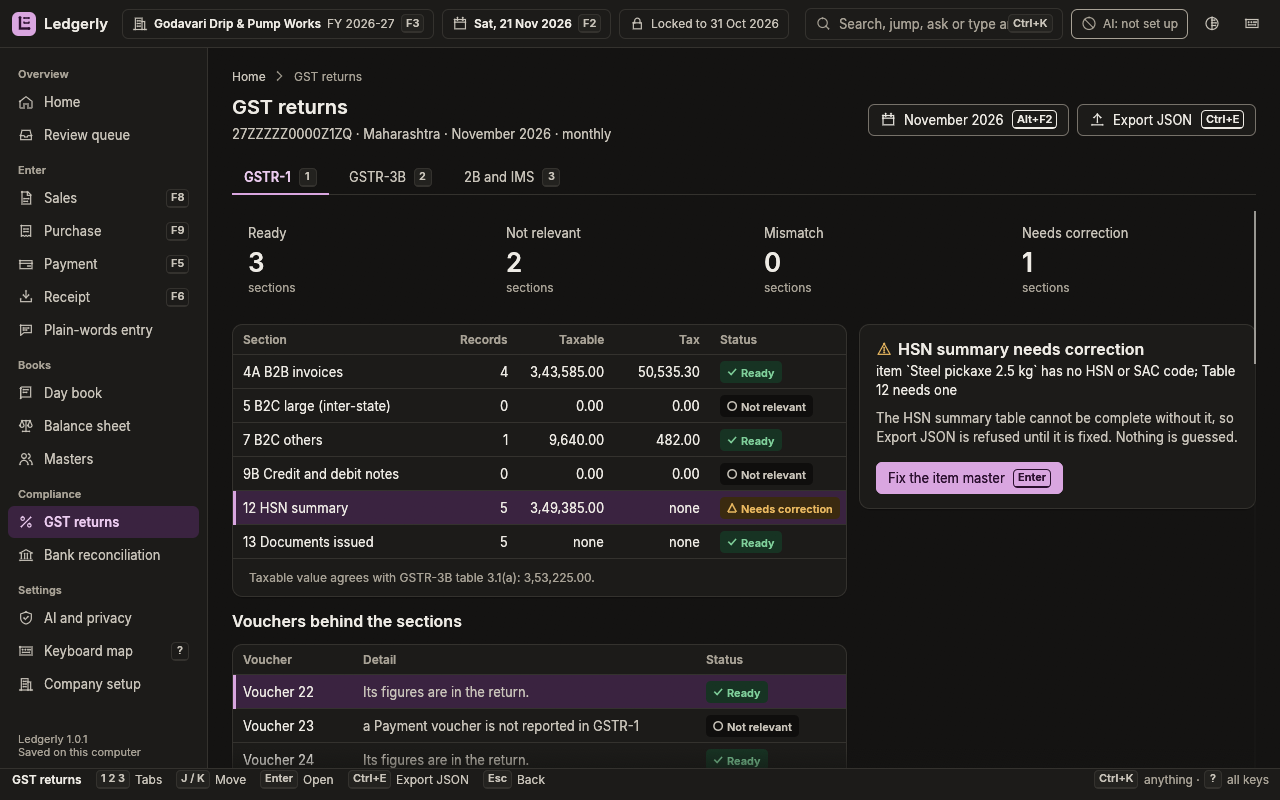 Ledgerly
Godavari Drip & Pump Works FY 2026-27 F3
Sat, 21 Nov 2026 F2
Locked to 31 Oct 2026
Search, jump, ask or type a Ctrl+K
AI: not set up
Overview
Home
Review queue
Enter
Sales F8
Purchase F9
Payment F5
Receipt F6
Plain-words entry
Books
Day book
Balance sheet
Masters
Compliance
GST returns
Bank reconciliation
Settings
AI and privacy
Keyboard map ?
Company setup
Ledgerly 1.0.1
Saved on this computer
Home > GST returns
GST returns
27ZZZZZ0000Z1ZQ · Maharashtra · November 2026 · monthly
November 2026 Alt+F2
Export JSON Ctrl+E
GSTR-1 1 GSTR-3B 2 2B and IMS 3
Ready Not relevant Mismatch Needs correction
3 2 0 1
sections sections sections sections
Section Records Taxable Tax Status
4A B2B invoices 4 3,43,585.00 50,535.30 Ready
5 B2C large (inter-state) 0 0.00 0.00 Not relevant
7 B2C others 1 9,640.00 482.00 Ready
9B Credit and debit notes 0 0.00 0.00 Not relevant
12 HSN summary 5 3,49,385.00 none Needs correction
13 Documents issued 5 none none Ready
Taxable value agrees with GSTR-3B table 3.1(a): 3,53,225.00.
HSN summary needs correction
item `Steel pickaxe 2.5 kg` has no HSN or SAC code; Table
12 needs one
The HSN summary table cannot be complete without it, so
Export JSON is refused until it is fixed. Nothing is guessed.
Fix the item master Enter
Vouchers behind the sections
Voucher Detail Status
Voucher 22 Its figures are in the return. Ready
Voucher 23 a Payment voucher is not reported in GSTR-1 Not relevant
Voucher 24 Its figures are in the return. Ready
GST returns 1 2 3 Tabs J / K Move Enter Open Ctrl+E Export JSON Esc Back
Ctrl+K anything · ? all keys